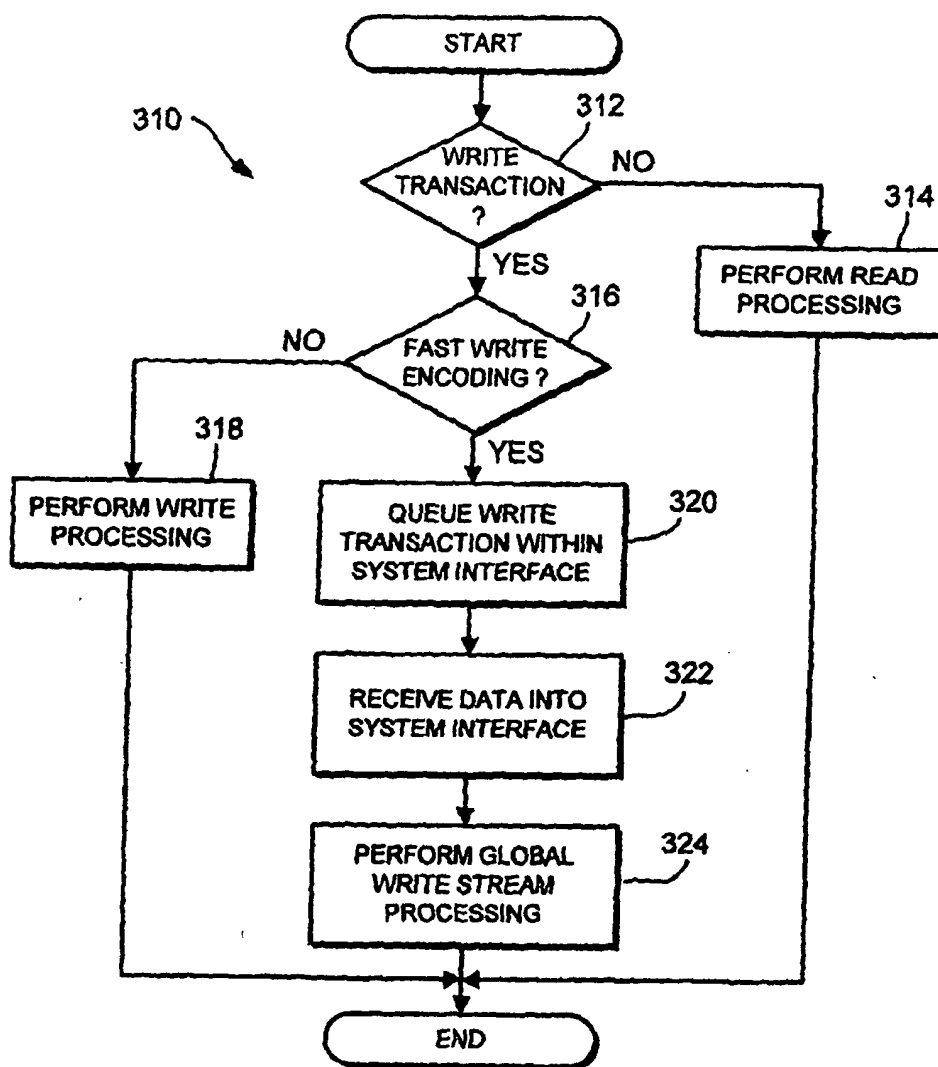 START
310
312
WRITE
TRANSACTION
?
NO
314
YES
PERFORM READ
PROCESSING
316
NO
FAST WRITE
ENCODING ?
318
YES
PERFORM WRITE
PROCESSING
QUEUE WRITE
TRANSACTION WITHIN
SYSTEM INTERFACE
320
RECEIVE DATA INTO
SYSTEM INTERFACE
322
PERFORM GLOBAL
WRITE STREAM
PROCESSING
324
END